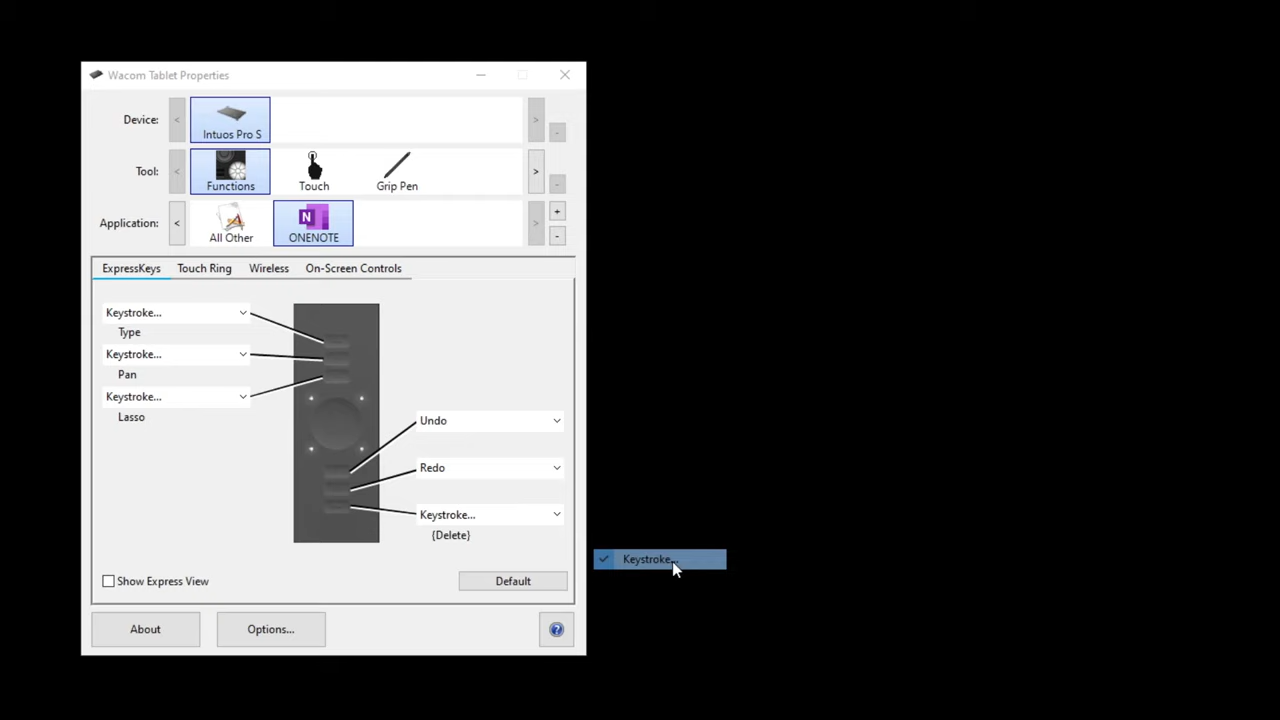 Wacom Tablet Properties
Device:
Intuos Pro S
Tool:
Functions
Touch
Grip Pen
Application:
All Other
N
ONENOTE
ExpressKeys
Touch Ring
Wireless
On-Screen Controls
Keystroke...
Type
Keystroke...
Pan
Keystroke...
Lasso
Undo
Redo
Keystroke...
{Delete}
Keystroke...
Show Express View
Default
About
Options...